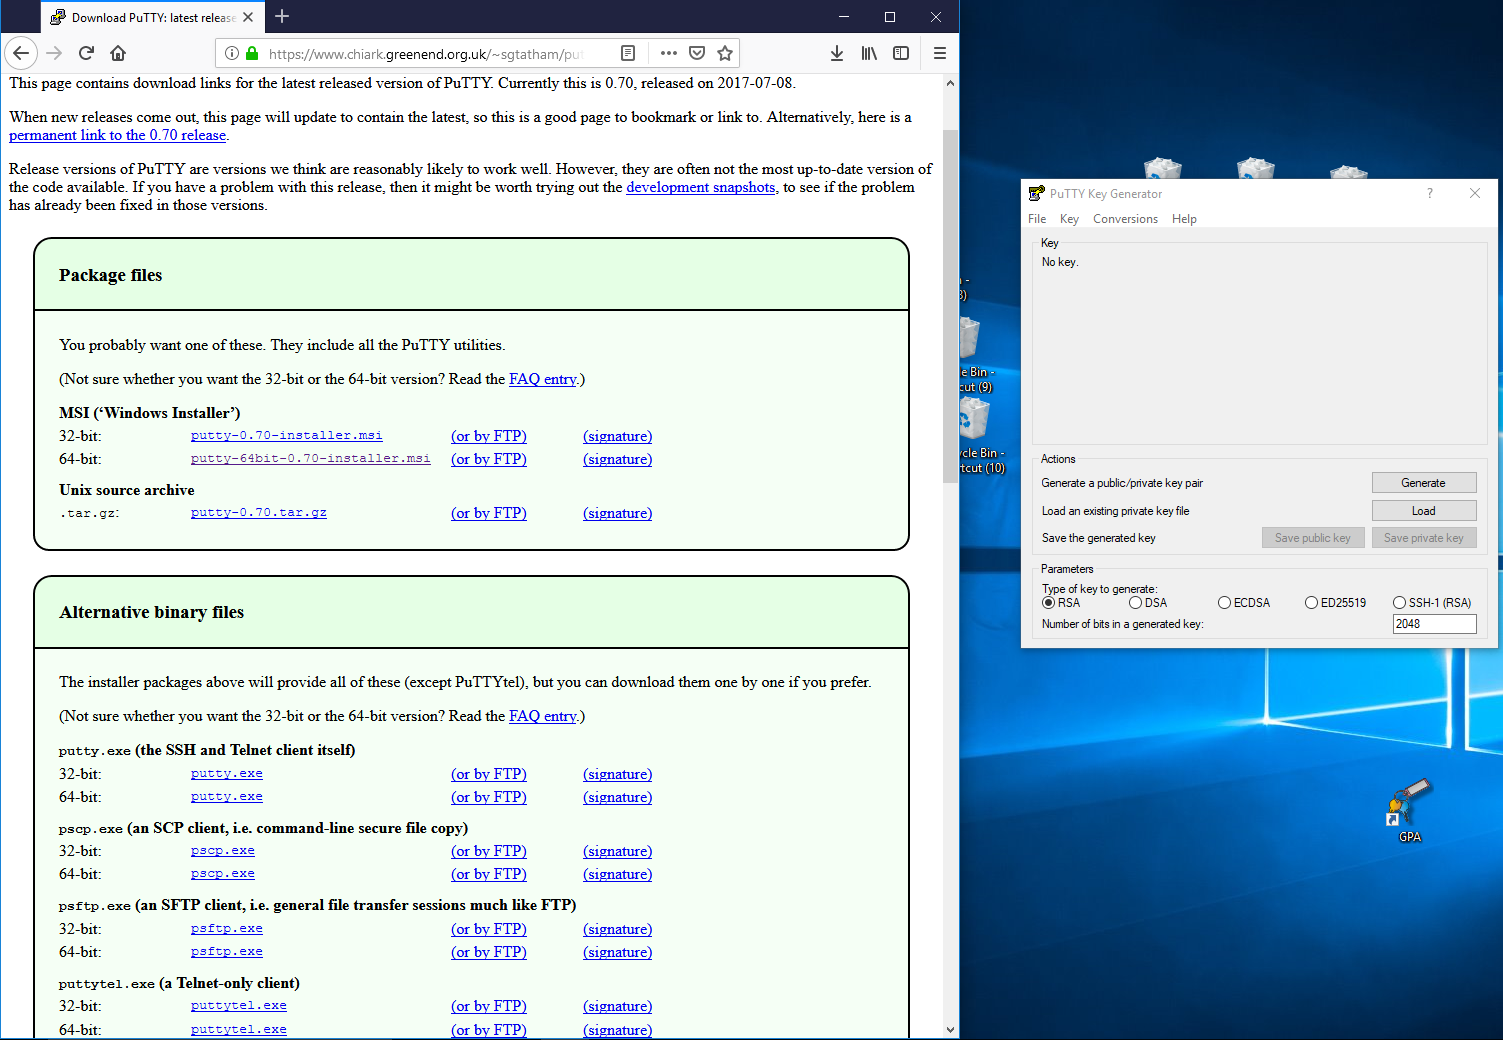 Download PuTTY: latest release
https://www.chiark.greenend.org.uk/~sgtatham/put
This page contains download links for the latest released version of PuTTY. Currently this is 0.70, released on 2017-07-08.
When new releases come out, this page will update to contain the latest, so this is a good page to bookmark or link to. Alternatively, here is a
permanent link to the 0.70 release.
Release versions of PuTTY are versions we think are reasonably likely to work well. However, they are often not the most up-to-date version of
the code available. If you have a problem with this release, then it might be worth trying out the development snapshots, to see if the problem
has already been fixed in those versions.
Package files
You probably want one of these. They include all the PuTTY utilities.
(Not sure whether you want the 32-bit or the 64-bit version? Read the FAQ entry.)
MSI (‘Windows Installer’)
32-bit: putty-0.70-installer.msi (or by FTP) (signature)
64-bit: putty-64bit-0.70-installer.msi (or by FTP) (signature)
Unix source archive
.tar.gz: putty-0.70.tar.gz (or by FTP) (signature)
Alternative binary files
The installer packages above will provide all of these (except PuTTYtel), but you can download them one by one if you prefer.
(Not sure whether you want the 32-bit or the 64-bit version? Read the FAQ entry.)
putty.exe (the SSH and Telnet client itself)
32-bit: putty.exe (or by FTP) (signature)
64-bit: putty.exe (or by FTP) (signature)
pscp.exe (an SCP client, i.e. command-line secure file copy)
32-bit: pscp.exe (or by FTP) (signature)
64-bit: pscp.exe (or by FTP) (signature)
psftp.exe (an SFTP client, i.e. general file transfer sessions much like FTP)
32-bit: psftp.exe (or by FTP) (signature)
64-bit: psftp.exe (or by FTP) (signature)
puttytel.exe (a Telnet-only client)
32-bit: puttytel.exe (or by FTP) (signature)
64-bit: puttytel.exe (or by FTP) (signature)
le Bin -
cut (9)
ycle Bin -
rtcut (10)
PuTTY Key Generator
File Key Conversions Help
Key
No key.
Actions
Generate a public/private key pair Generate
Load an existing private key file Load
Save the generated key Save public key Save private key
Parameters
Type of key to generate:
RSA DSA ECDSA ED25519 SSH-1 (RSA)
Number of bits in a generated key: 2048
GPA